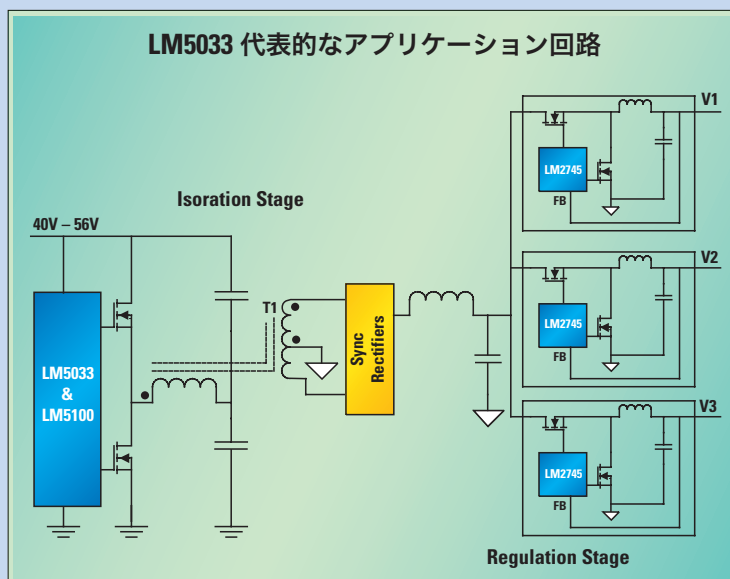 LM5033 代表的なアプリケーション回路
Isoration Stage
40V – 56V
LM5033
&
LM5100
T1
Sync
Rectifiers
V1
LM2745
FB
V2
LM2745
FB
V3
LM2745
FB
Regulation Stage